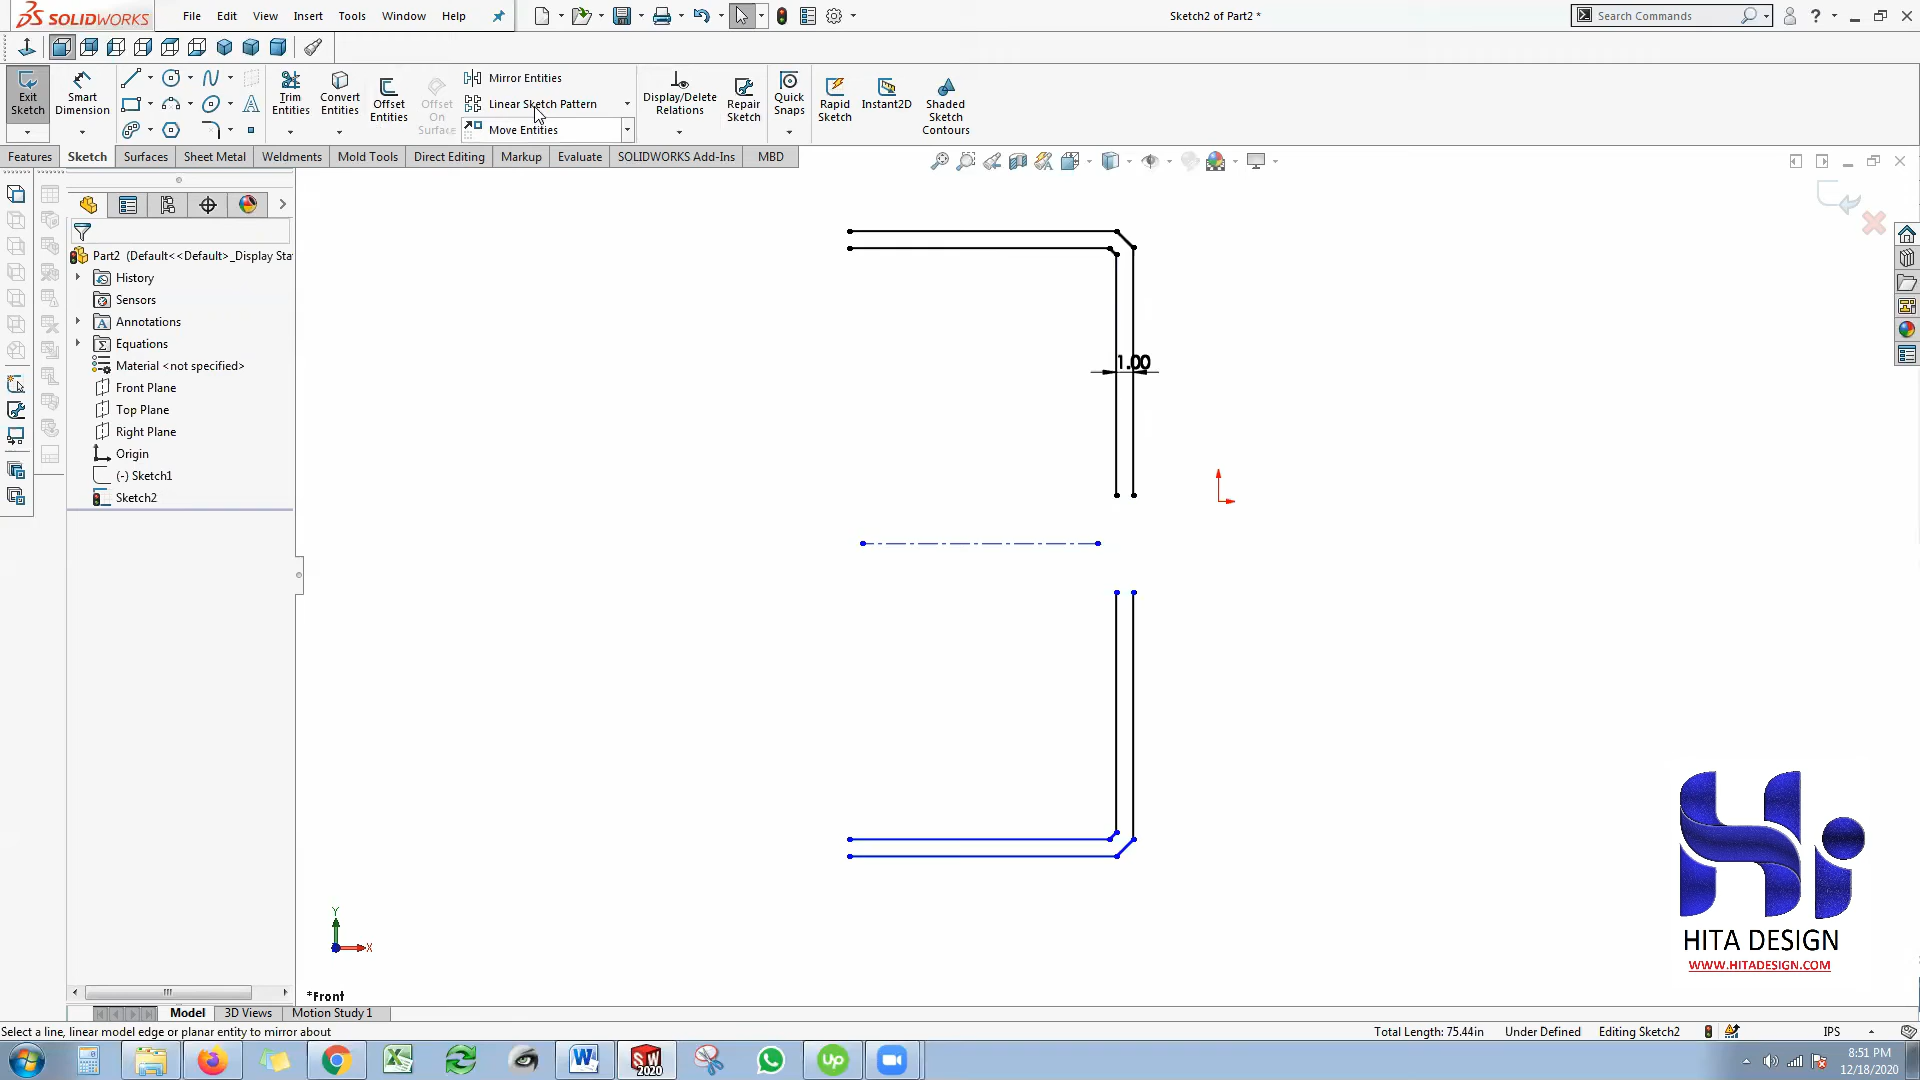 SOLIDWORKS
File Edit View Insert Tools Window Help
Sketch2 of Part2 *
Search Commands
Exit Sketch
Smart Dimension
Trim Entities
Convert Entities
Offset Entities
Offset On Surface
Mirror Entities
Linear Sketch Pattern
Move Entities
Display/Delete Relations
Repair Sketch
Quick Snaps
Rapid Sketch
Instant2D
Shaded Sketch Contours
Features Sketch Surfaces Sheet Metal Weldments Mold Tools Direct Editing Markup Evaluate SOLIDWORKS Add-Ins MBD
Part2 (Default<<Default>_Display Sta
History
Sensors
Annotations
Equations
Material <not specified>
Front Plane
Top Plane
Right Plane
Origin
(-) Sketch1
Sketch2
1.00
Y
X
*Front
HITA DESIGN
WWW.HITADESIGN.COM
Model 3D Views Motion Study 1
Select a line, linear model edge or planar entity to mirror about
Total Length: 75.44in Under Defined Editing Sketch2 IPS
SW 2020
Up
8:51 PM
12/18/2020